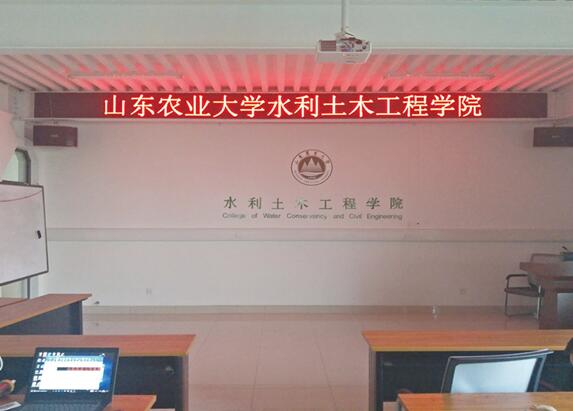 山东农业大学水利土木工程学院
水利土木工程学院
College of Water Conservancy and Civil Engineering